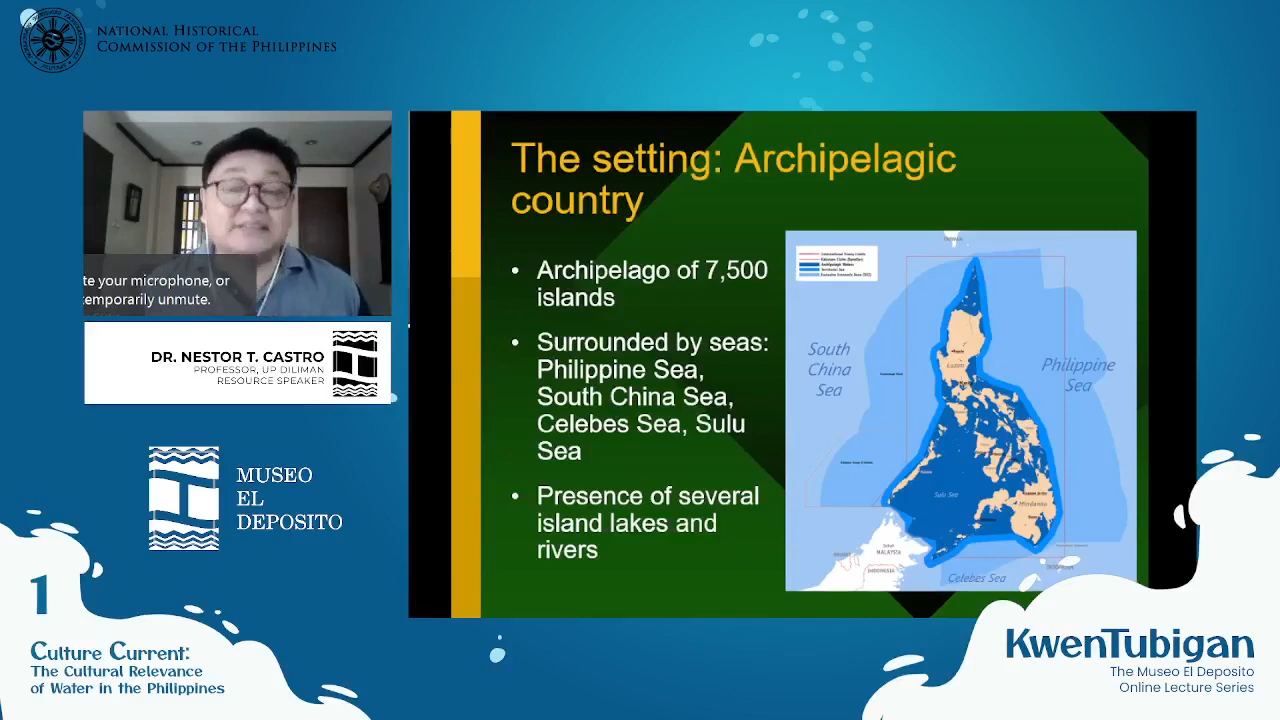 NATIONAL HISTORICAL
COMMISSION OF THE PHILIPPINES
te your microphone, or
temporarily unmute.
DR. NESTOR T. CASTRO
PROFESSOR, UP DILIMAN
RESOURCE SPEAKER
MUSEO
EL
DEPOSITO
The setting: Archipelagic
country
• Archipelago of 7,500
islands
• Surrounded by seas:
Philippine Sea,
South China Sea,
Celebes Sea, Sulu
Sea
• Presence of several
island lakes and
rivers
South
China
Sea
Philippine
Sea
Luzon
Sulu Sea
Mindanao
MALAYSIA
INDONESIA
Celebes Sea
1
Culture Current:
The Cultural Relevance
of Water in the Philippines
KwenTubigan
The Museo El Deposito
Online Lecture Series